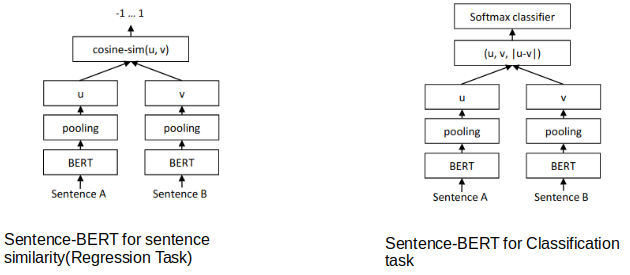 -1 ... 1
cosine-sim(u, v)
u v
pooling pooling
BERT BERT
Sentence A Sentence B
Sentence-BERT for sentence
similarity(Regression Task)
Softmax classifier
(u, v, |u-v|)
u v
pooling pooling
BERT BERT
Sentence A Sentence B
Sentence-BERT for Classification
task